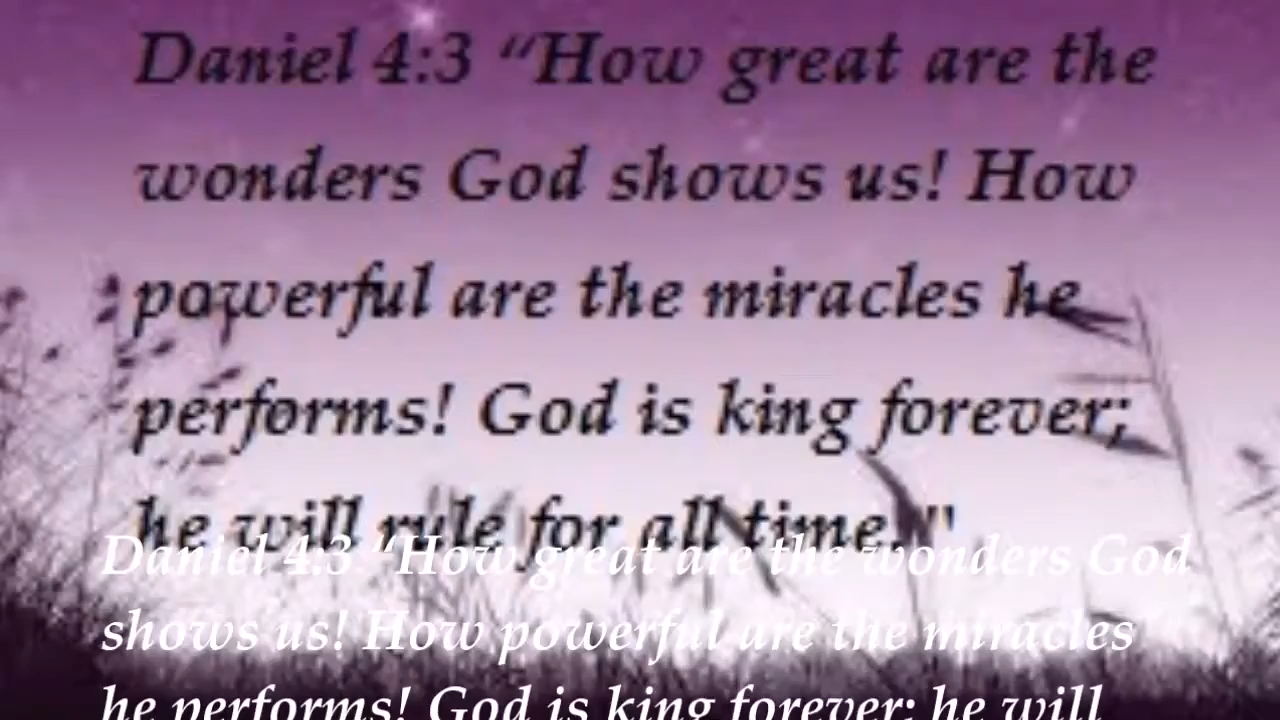 Daniel 4:3 “How great are the
wonders God shows us! How
powerful are the miracles he
performs! God is king forever;
he will rule for all time."
Daniel 4:3 “How great are the wonders God
shows us! How powerful are the miracles
he performs! God is king forever; he will